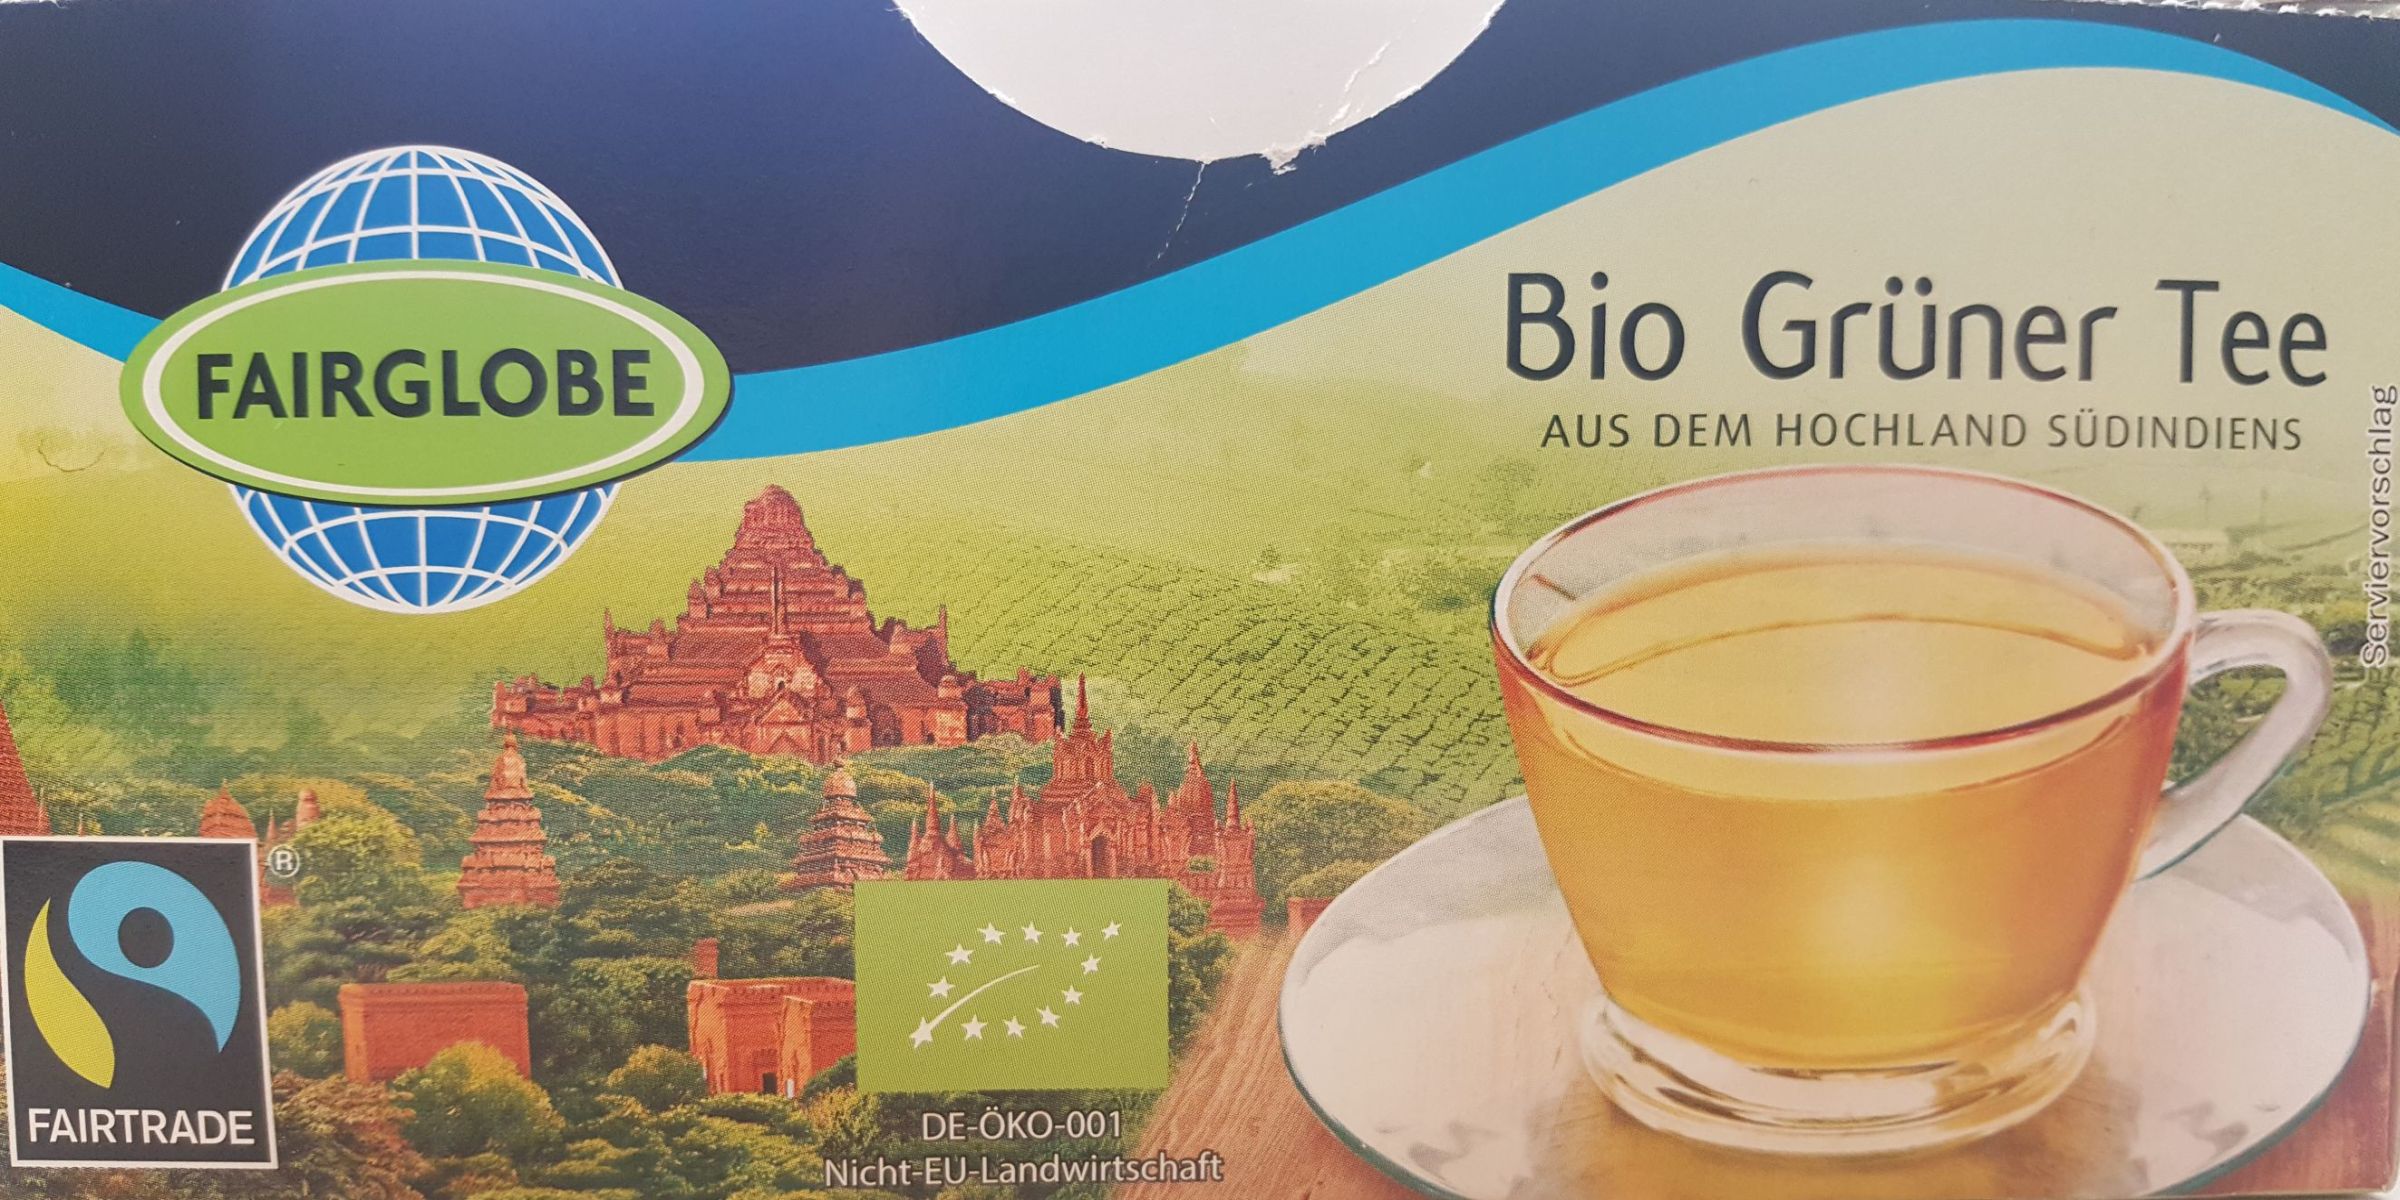 FAIRGLOBE
Bio Grüner Tee
AUS DEM HOCHLAND SÜDINDIENS
Serviervorschlag
®
FAIRTRADE
DE-ÖKO-001
Nicht-EU-Landwirtschaft